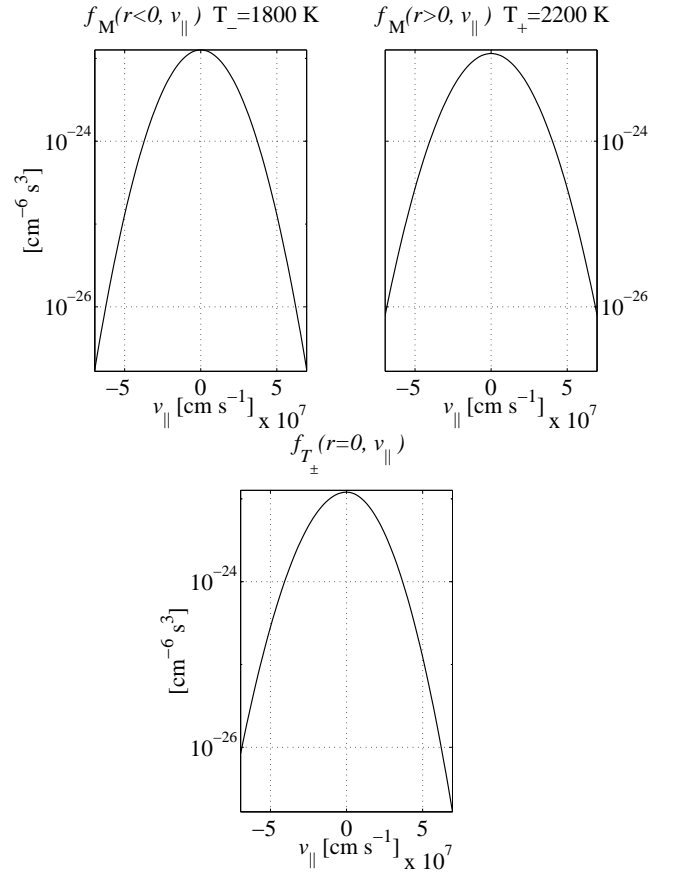 f_M(r<0, v_||) T_−=1800 K
f_M(r>0, v_||) T_+=2200 K
10^−24
10^−26
[cm^−6 s^3]
10^−24
10^−26
−5 0 5
v_|| [cm s^−1] x 10^7
−5 0 5
v_|| [cm s^−1] x 10^7
f_T_±(r=0, v_||)
10^−24
10^−26
[cm^−6 s^3]
−5 0 5
v_|| [cm s^−1] x 10^7